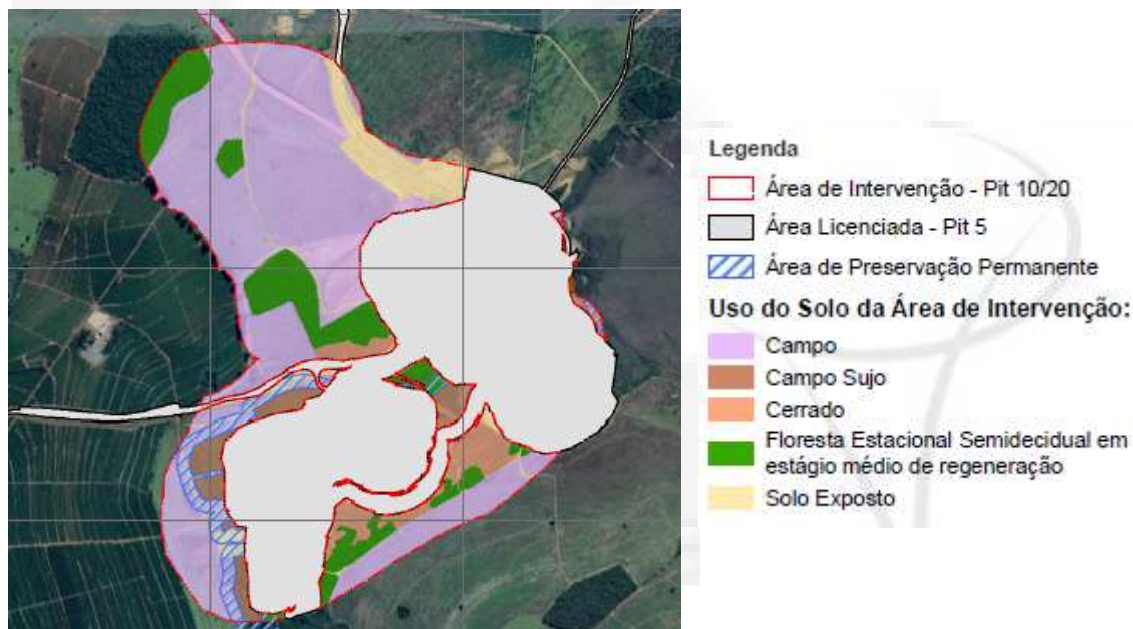 Legenda
Área de Intervenção - Pit 10/20
Área Licenciada - Pit 5
Área de Preservação Permanente
Uso do Solo da Área de Intervenção:
Campo
Campo Sujo
Cerrado
Floresta Estacional Semidecidual em
estágio médio de regeneração
Solo Exposto